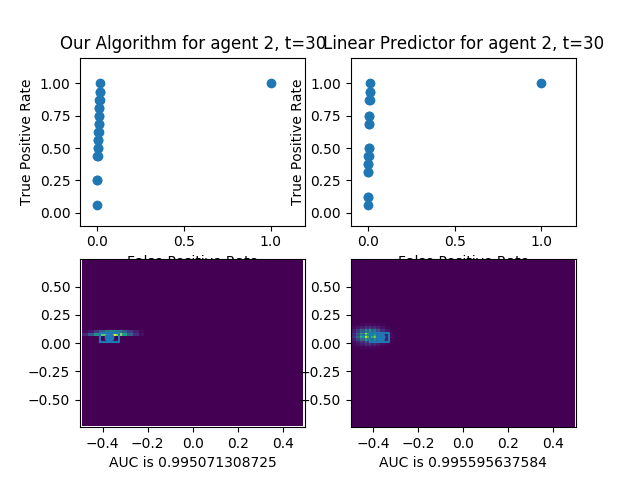 Our Algorithm for agent 2, t=30
Linear Predictor for agent 2, t=30
True Positive Rate
1.00
0.75
0.50
0.25
0.00
0.0 0.5 1.0
False Positive Rate
True Positive Rate
1.00
0.75
0.50
0.25
0.00
0.0 0.5 1.0
False Positive Rate
0.50
0.25
0.00
−0.25
−0.50
−0.4 −0.2 0.0 0.2 0.4
AUC is 0.995071308725
0.50
0.25
0.00
−0.25
−0.50
−0.4 −0.2 0.0 0.2 0.4
AUC is 0.995595637584